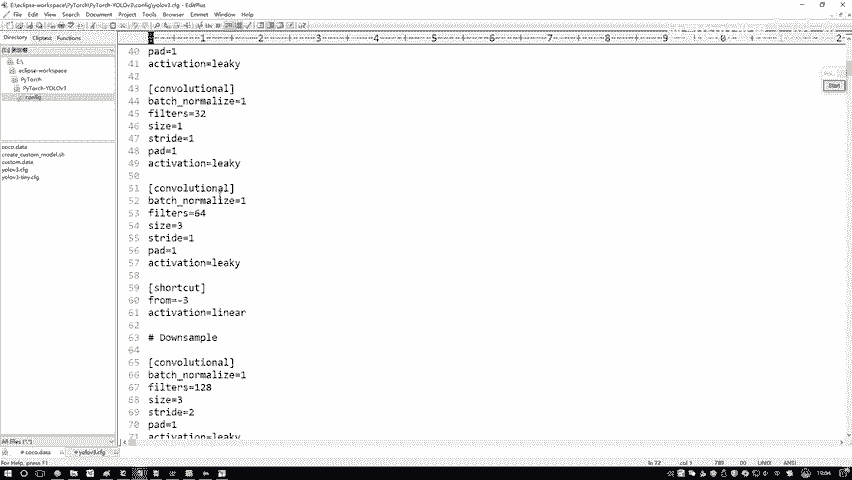 E:\eclipse-workspace\PyTorch\PyTorch-YOLOv3\config\yolov3.cfg - EditPlus
File Edit View Search Document Project Tools Browser Emmet Window Help
Directory Cliptext Functions
E:\
eclipse-workspace
PyTorch
PyTorch-YOLOv3
config
coco.data
create_custom_model.sh
custom.data
yolov3.cfg
yolov3-tiny.cfg
Start
40 pad=1
41 activation=leaky
42
43 [convolutional]
44 batch_normalize=1
45 filters=32
46 size=1
47 stride=1
48 pad=1
49 activation=leaky
50
51 [convolutional]
52 batch_normalize=1
53 filters=64
54 size=3
55 stride=1
56 pad=1
57 activation=leaky
58
59 [shortcut]
60 from=-3
61 activation=linear
62
63 # Downsample
64
65 [convolutional]
66 batch_normalize=1
67 filters=128
68 size=3
69 stride=2
70 pad=1
71 activation=leaky
All Files (*.*)
coco.data yolov3.cfg
For Help, press F1 ln 72 col 1 789 00 UNIX ANSI
19:04